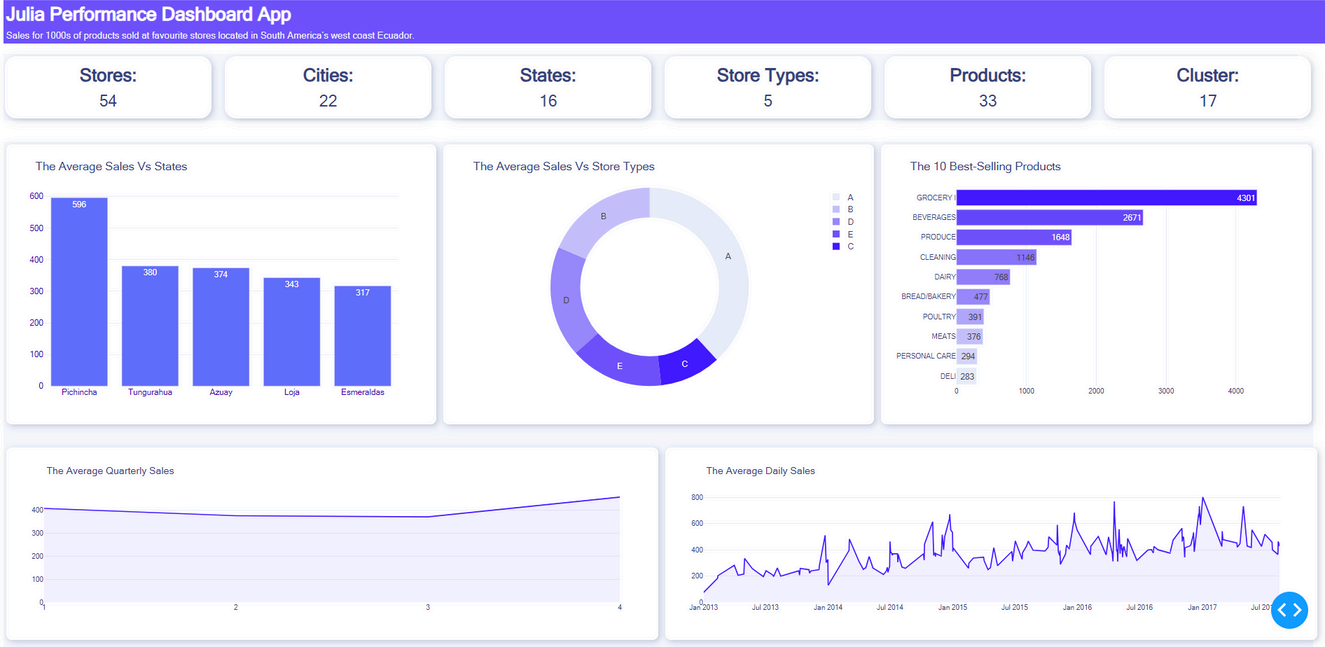 Julia Performance Dashboard App
Sales for 1000s of products sold at favourite stores located in South America's west coast Ecuador.
Stores:
54
Cities:
22
States:
16
Store Types:
5
Products:
33
Cluster:
17
The Average Sales Vs States
600
500
400
300
200
100
0
596
380
374
343
317
Pichincha Tungurahua Azuay Loja Esmeraldas
The Average Sales Vs Store Types
A
B
D
E
C
A
B
D
E
C
The 10 Best-Selling Products
GROCERY I 4301
BEVERAGES 2671
PRODUCE 1648
CLEANING 1146
DAIRY 768
BREAD/BAKERY 477
POULTRY 391
MEATS 376
PERSONAL CARE 294
DELI 283
0 1000 2000 3000 4000
The Average Quarterly Sales
400
300
200
100
0
1 2 3 4
The Average Daily Sales
800
600
400
200
0
Jan 2013 Jul 2013 Jan 2014 Jul 2014 Jan 2015 Jul 2015 Jan 2016 Jul 2016 Jan 2017 Jul